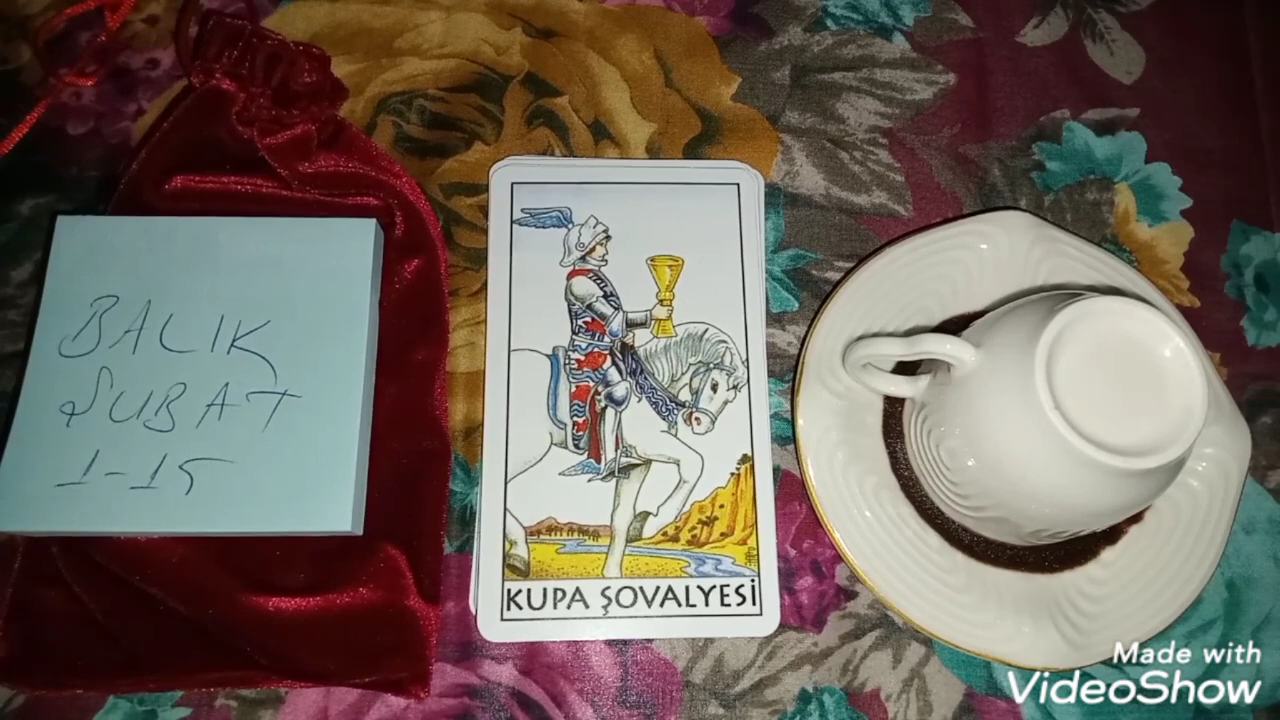 BALIK
ŞUBAT
1-15
KUPA ŞOVALYESİ
Made with
VideoShow